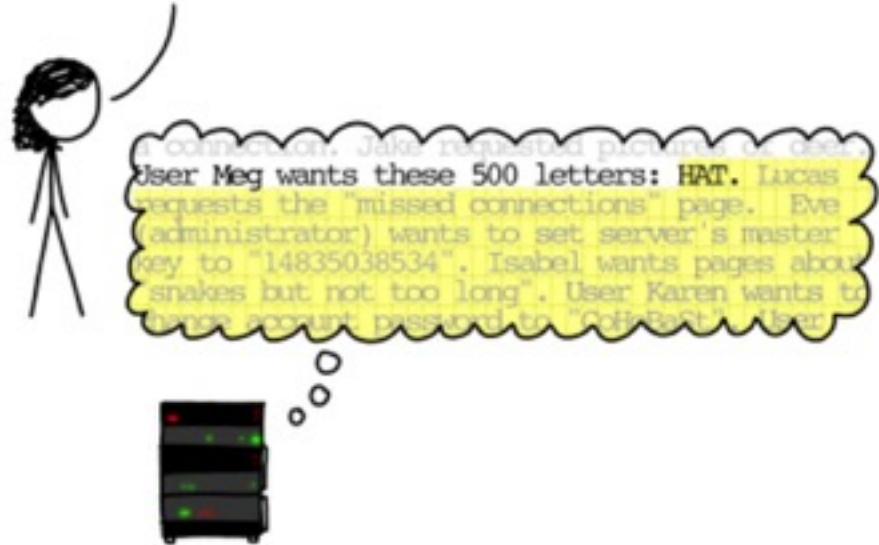 a connection. Jake requested pictures of deer.
User Meg wants these 500 letters: HAT. Lucas
requests the "missed connections" page. Eve
(administrator) wants to set server's master
key to "14835038534". Isabel wants pages about
snakes but not too long". User Karen wants to
change account password to "CoHoBaSt". User